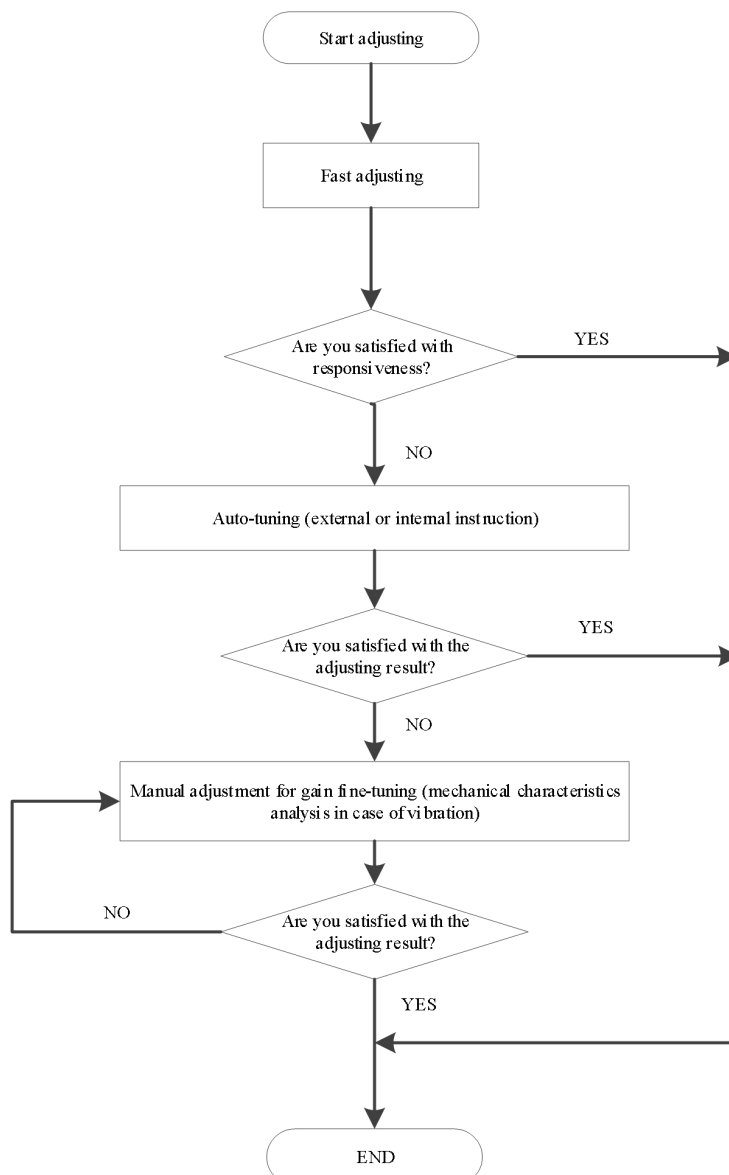 Start adjusting
Fast adjusting
Are you satisfied with
responsiveness?
YES
NO
Auto-tuning (external or internal instruction)
Are you satisfied with the
adjusting result?
YES
NO
Manual adjustment for gain fine-tuning (mechanical characteristics
analysis in case of vibration)
NO
Are you satisfied with the
adjusting result?
YES
END